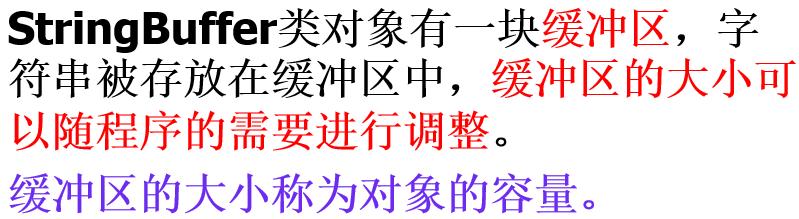 StringBuffer类对象有一块缓冲区，字
符串被存放在缓冲区中，缓冲区的大小可
以随程序的需要进行调整。
缓冲区的大小称为对象的容量。